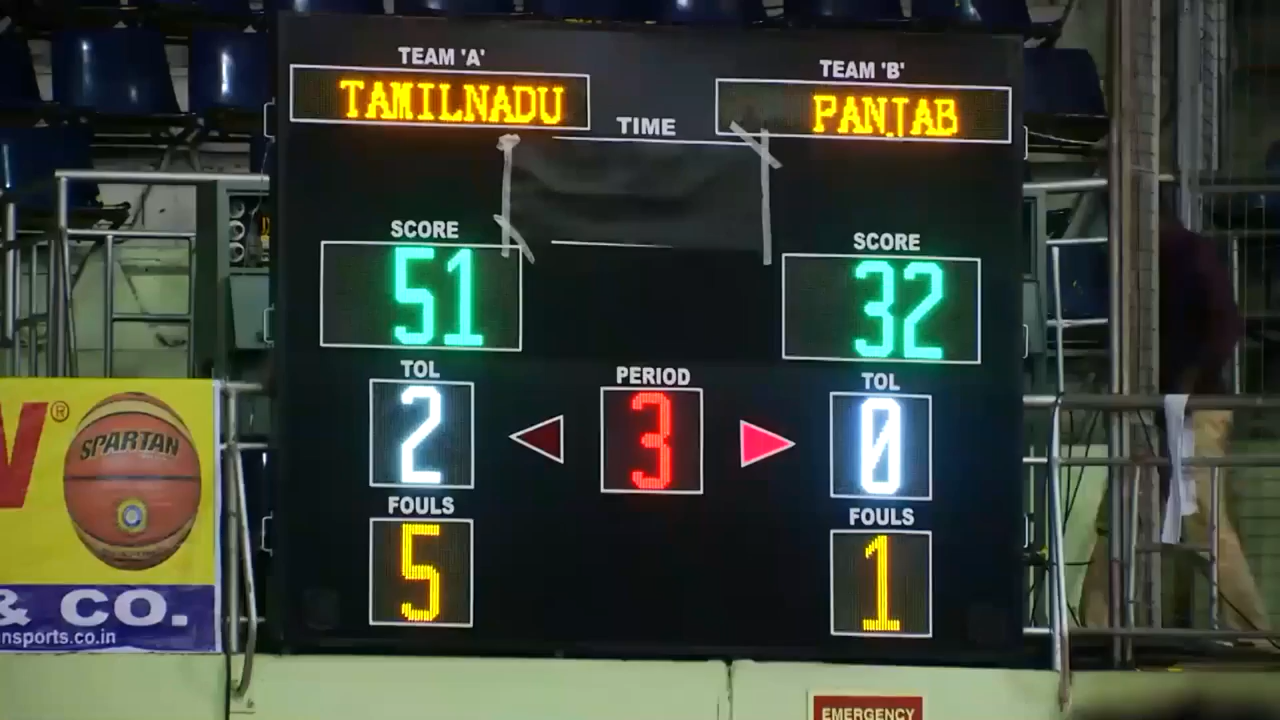 TEAM 'A'
TAMILNADU
TEAM 'B'
PANJAB
TIME
SCORE
51
SCORE
32
TOL
2
PERIOD
3
TOL
0
FOULS
5
FOULS
1
®
SPARTAN
& CO.
nsports.co.in
EMERGENCY